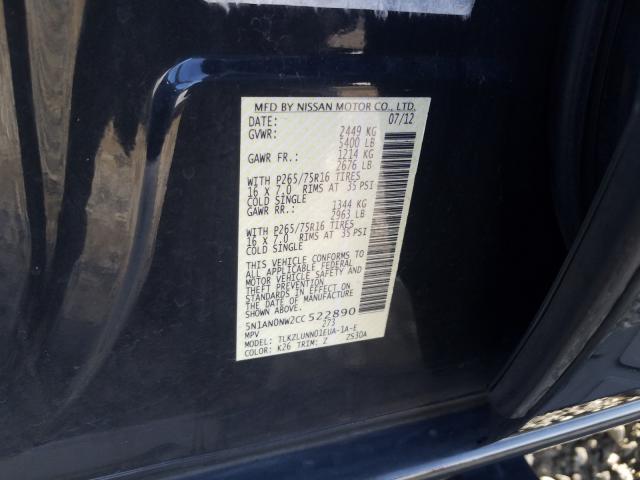 MFD BY NISSAN MOTOR CO., LTD.
DATE: 07/12
GVWR: 2449 KG
5400 LB
GAWR FR.: 1214 KG
2676 LB
WITH P265/75R16 TIRES
16 X 7.0 RIMS AT 35 PSI
COLD SINGLE
GAWR RR.: 1344 KG
2963 LB
WITH P265/75R16 TIRES
16 X 7.0 RIMS AT 35 PSI
COLD SINGLE
THIS VEHICLE CONFORMS TO
ALL APPLICABLE FEDERAL
MOTOR VEHICLE SAFETY AND
THEFT PREVENTION
STANDARDS IN EFFECT ON
THE DATE OF MANUFACTURE
5N1AN0NW2CC522890
MPV 273
MODEL: TLKZLUNN01EUA-1A-E
COLOR: K26 TRIM: Z ZS30A